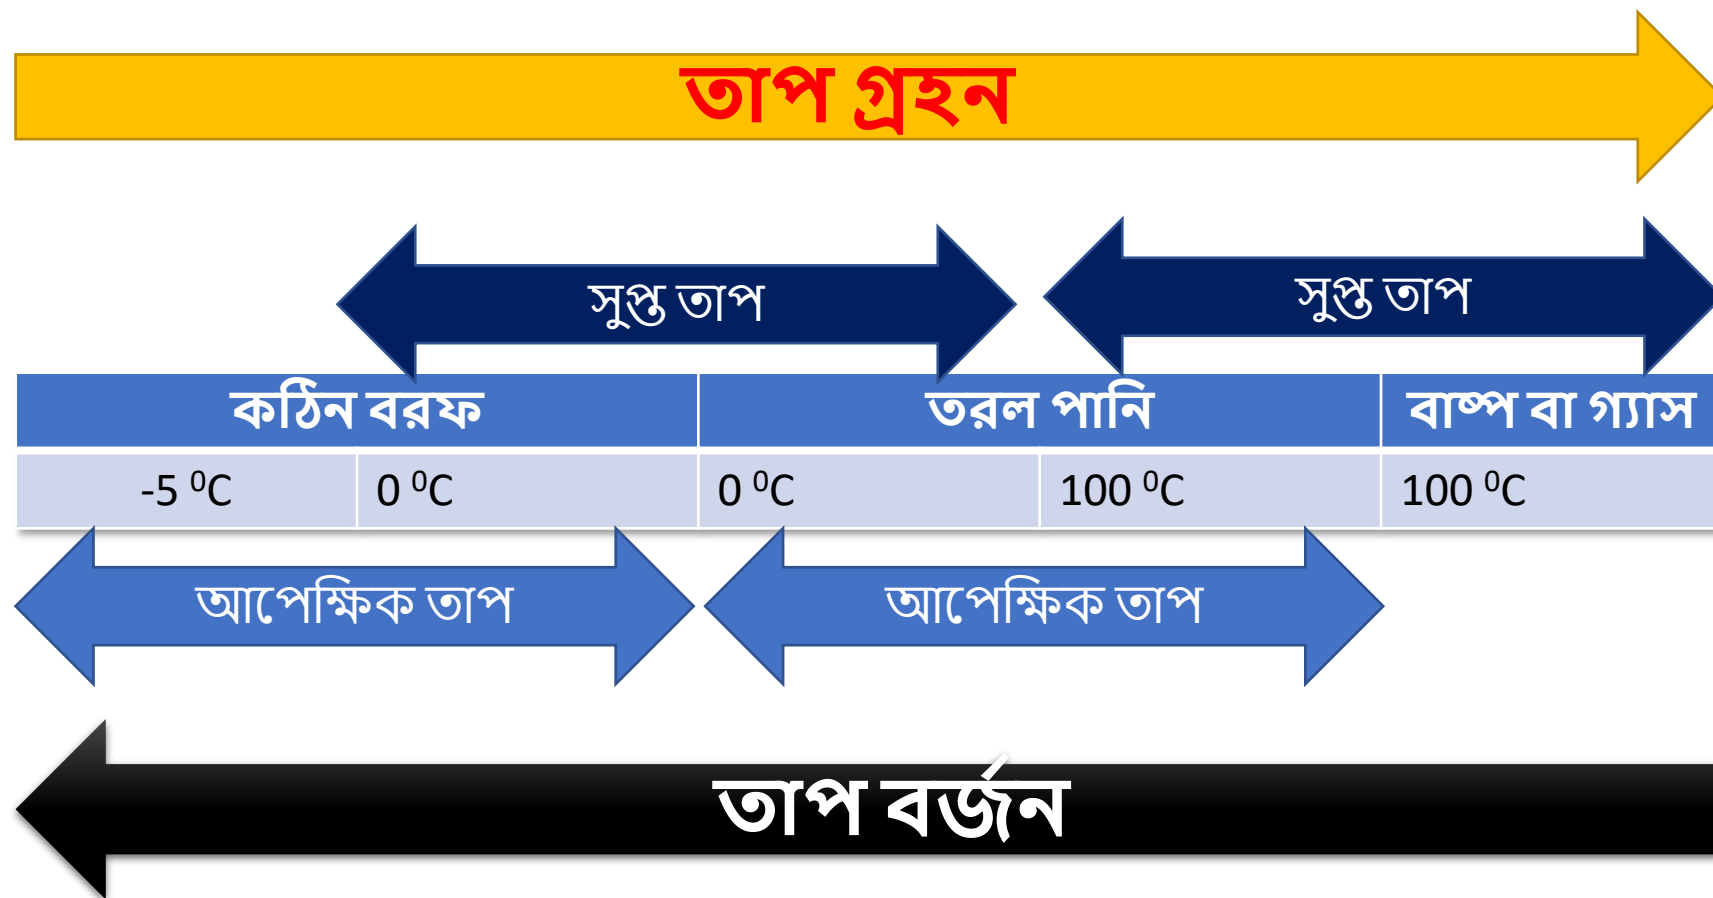 তাপ গ্রহন
সুপ্ত তাপ
সুপ্ত তাপ
কঠিন বরফ তরল পানি বাষ্প বা গ্যাস
-5 ⁰C 0 ⁰C 0 ⁰C 100 ⁰C 100 ⁰C
আপেক্ষিক তাপ
আপেক্ষিক তাপ
তাপ বর্জন